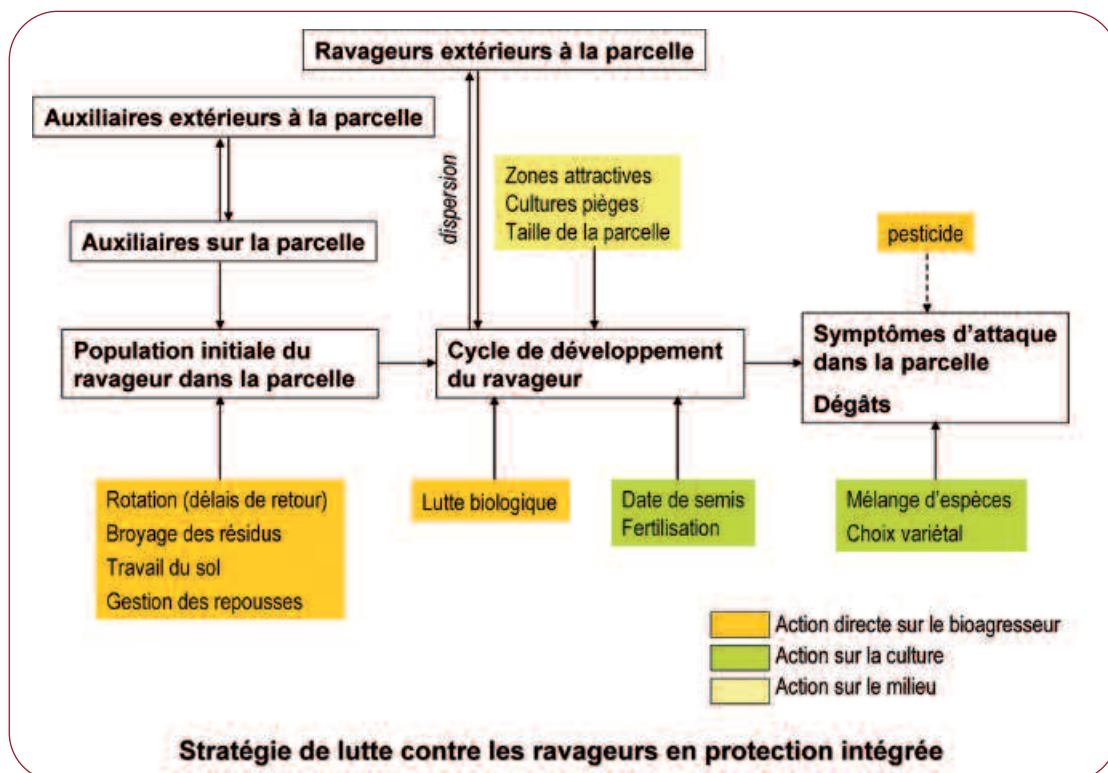 Ravageurs extérieurs à la parcelle
Auxiliaires extérieurs à la parcelle
dispersion
Zones attractives
Cultures pièges
Taille de la parcelle
Auxiliaires sur la parcelle
pesticide
Population initiale du
ravageur dans la parcelle
Cycle de développement
du ravageur
Symptômes d'attaque
dans la parcelle
Dégâts
Rotation (délais de retour)
Broyage des résidus
Travail du sol
Gestion des repousses
Lutte biologique
Date de semis
Fertilisation
Mélange d'espèces
Choix variétal
Action directe sur le bioagresseur
Action sur la culture
Action sur le milieu
Stratégie de lutte contre les ravageurs en protection intégrée